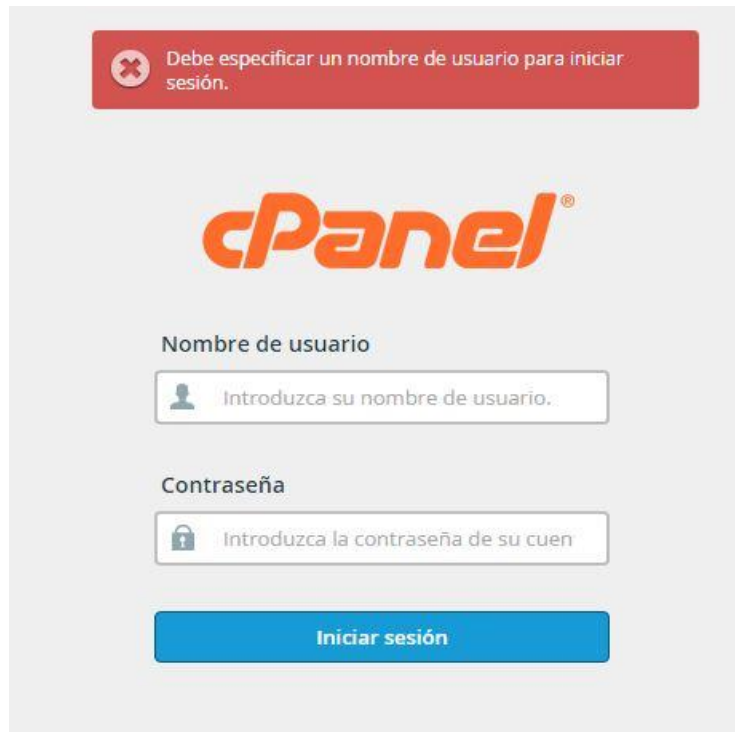 Debe especificar un nombre de usuario para iniciar
sesión.
cPanel®
Nombre de usuario
Introduzca su nombre de usuario.
Contraseña
Introduzca la contraseña de su cuen
Iniciar sesión